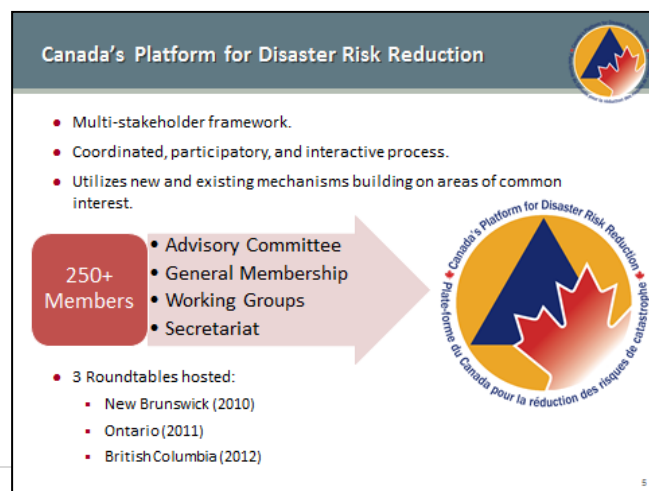 Canada's Platform for Disaster Risk Reduction
• Multi-stakeholder framework.
• Coordinated, participatory, and interactive process.
• Utilizes new and existing mechanisms building on areas of common
interest.
250+
Members
• Advisory Committee
• General Membership
• Working Groups
• Secretariat
Canada's Platform for Disaster Risk Reduction
Plate-forme du Canada pour la réduction des risques de catastrophe
• 3 Roundtables hosted:
▪ New Brunswick (2010)
▪ Ontario (2011)
▪ British Columbia (2012)
5